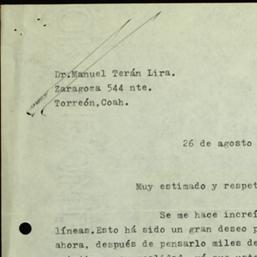 Dr.Manuel Terán Lira.
Zaragoza 544 nte.
Torreón,Coah.
26 de agosto
Muy estimado y respet
Se me hace increí
líneas.Esto há sido un gran deseo p
ahora, después de pensarlo miles de